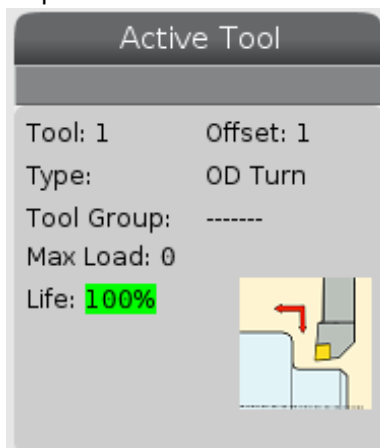 Active Tool
Tool: 1 Offset: 1
Type: OD Turn
Tool Group: -------
Max Load: 0
Life: 100%